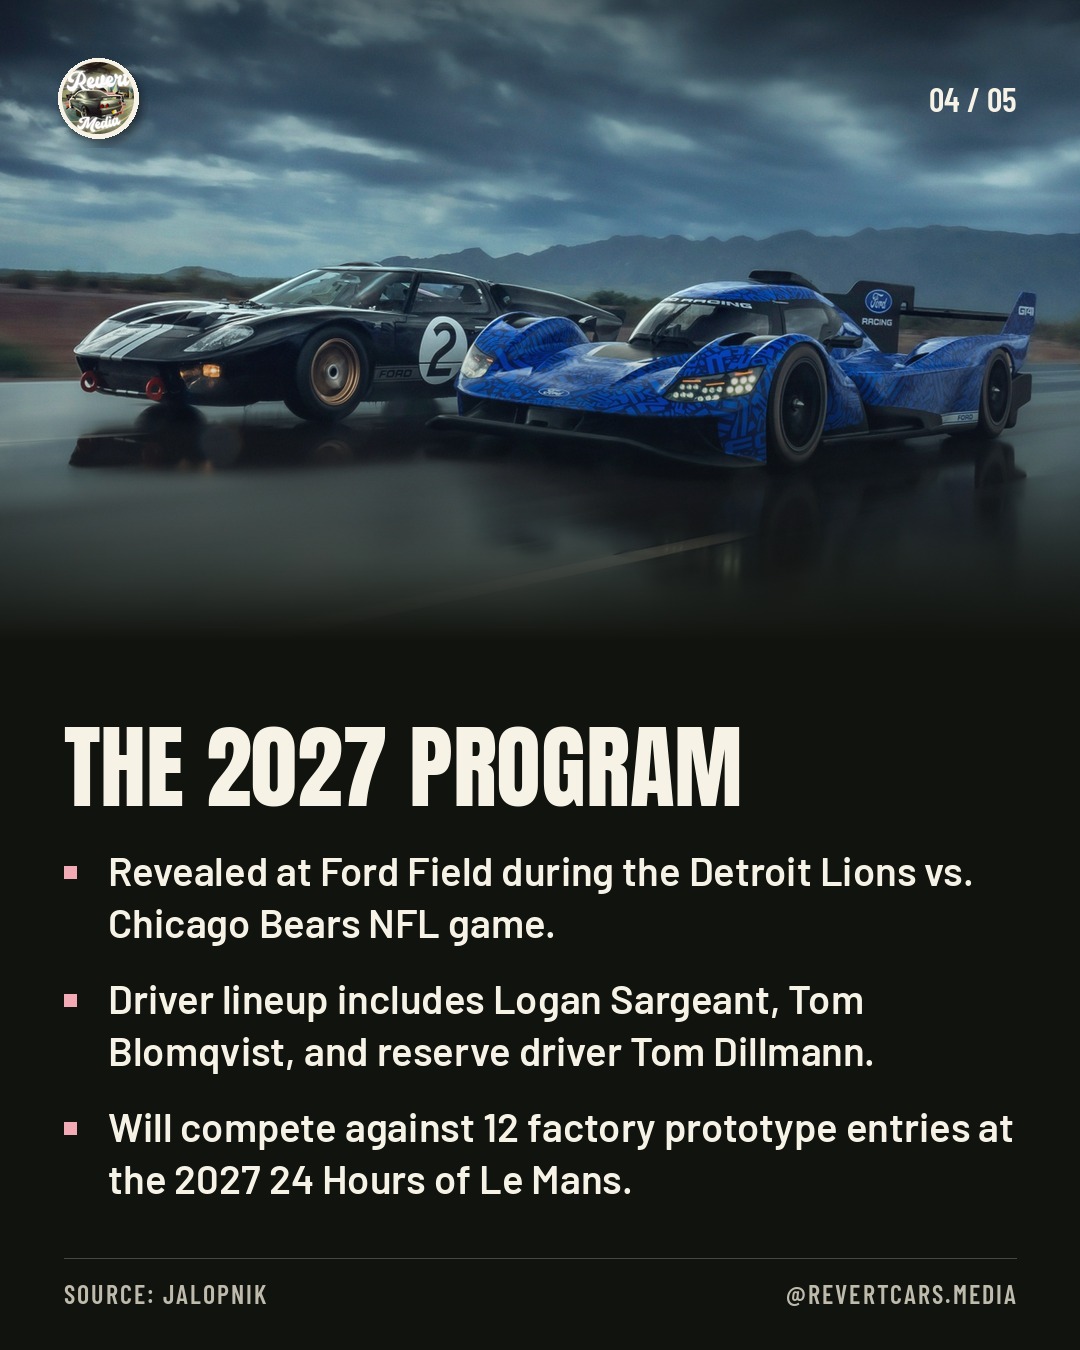 Revert
Media
04 / 05
2
FORD
RACING
Ford
RACING
Ford
FORD
THE 2027 PROGRAM
Revealed at Ford Field during the Detroit Lions vs.
Chicago Bears NFL game.
Driver lineup includes Logan Sargeant, Tom
Blomqvist, and reserve driver Tom Dillmann.
Will compete against 12 factory prototype entries at
the 2027 24 Hours of Le Mans.
SOURCE: JALOPNIK
@REVERTCARS.MEDIA